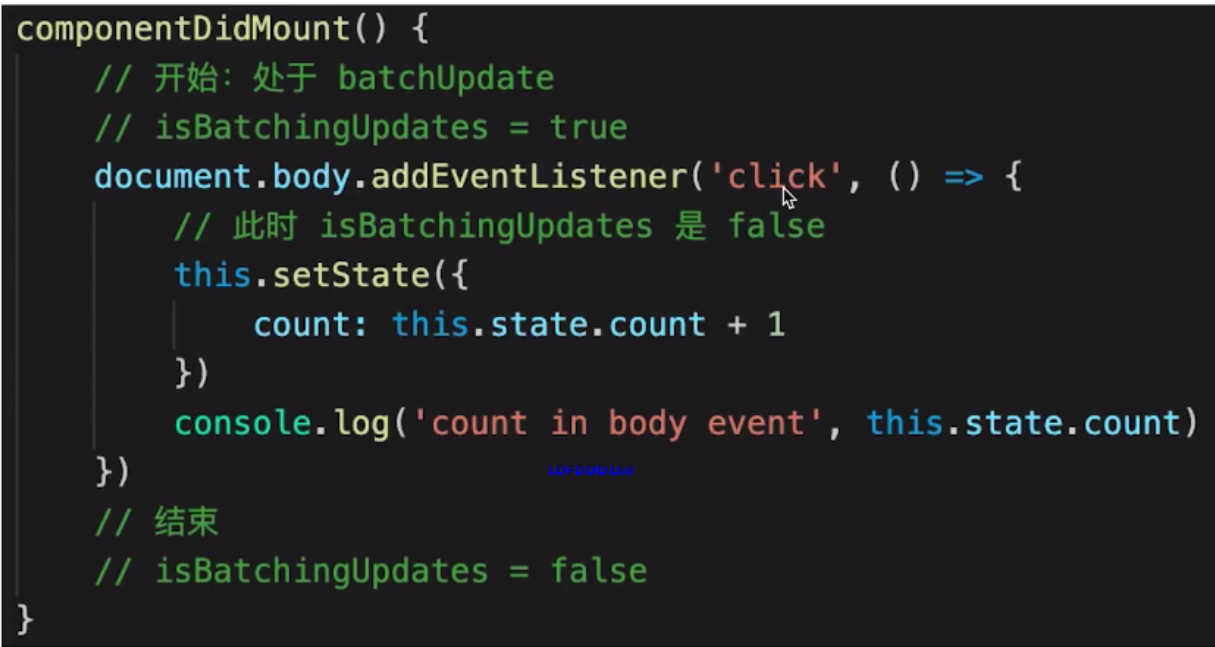 componentDidMount() {
// 开始：处于 batchUpdate
// isBatchingUpdates = true
document.body.addEventListener('click', () => {
// 此时 isBatchingUpdates 是 false
this.setState({
count: this.state.count + 1
})
console.log('count in body event', this.state.count)
})
// 结束
// isBatchingUpdates = false
}